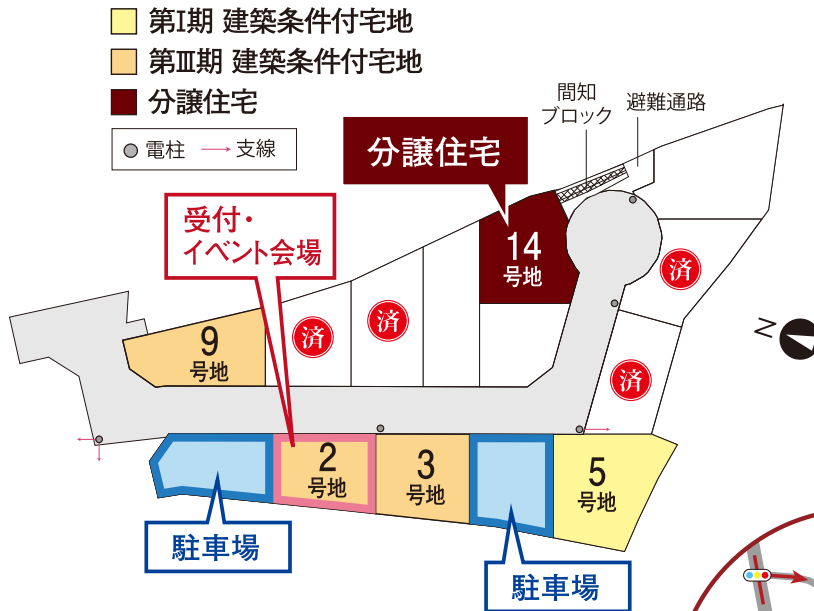 第Ⅰ期 建築条件付宅地
第Ⅲ期 建築条件付宅地
分譲住宅
電柱
支線
間知
ブロック
避難通路
分譲住宅
受付・
イベント会場
14
号地
済
済
済
済
9
号地
N
2
号地
3
号地
5
号地
駐車場
駐車場